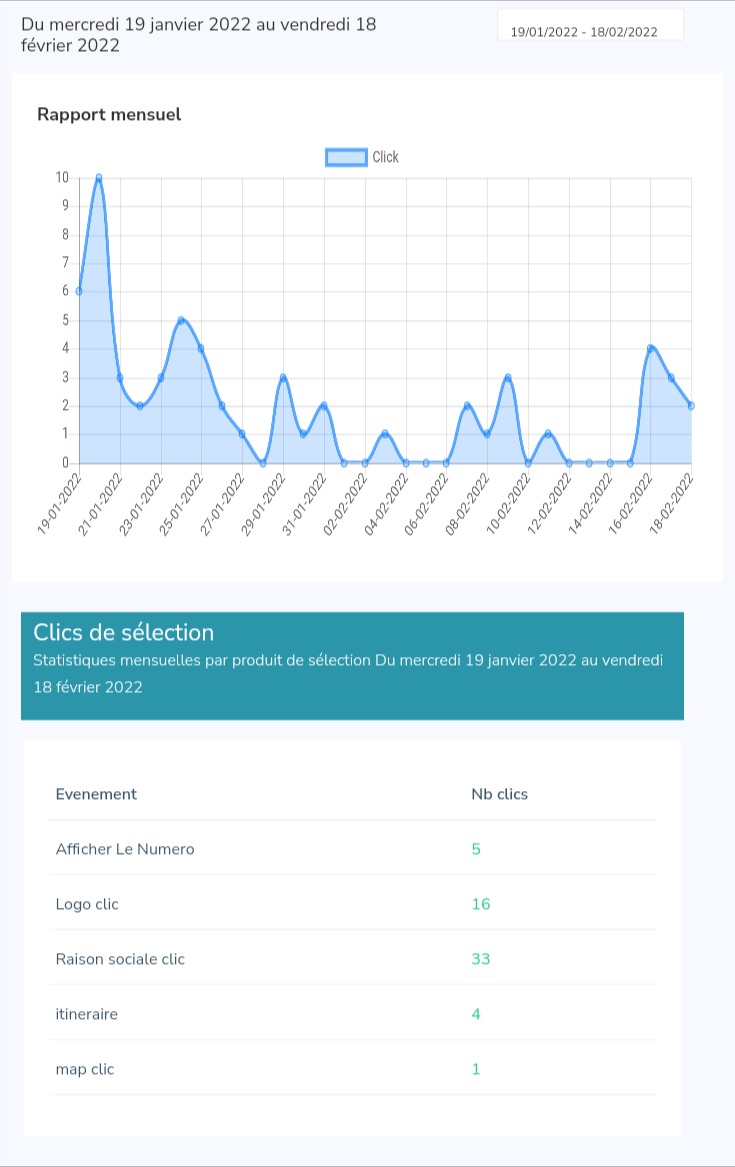 Du mercredi 19 janvier 2022 au vendredi 18
février 2022
19/01/2022 - 18/02/2022
Rapport mensuel
Click
10
9
8
7
6
5
4
3
2
1
0
19-01-2022
21-01-2022
23-01-2022
25-01-2022
27-01-2022
29-01-2022
31-01-2022
02-02-2022
04-02-2022
06-02-2022
08-02-2022
10-02-2022
12-02-2022
14-02-2022
16-02-2022
18-02-2022
Clics de sélection
Statistiques mensuelles par produit de sélection Du mercredi 19 janvier 2022 au vendredi
18 février 2022
Evenement Nb clics
Afficher Le Numero 5
Logo clic 16
Raison sociale clic 33
itineraire 4
map clic 1